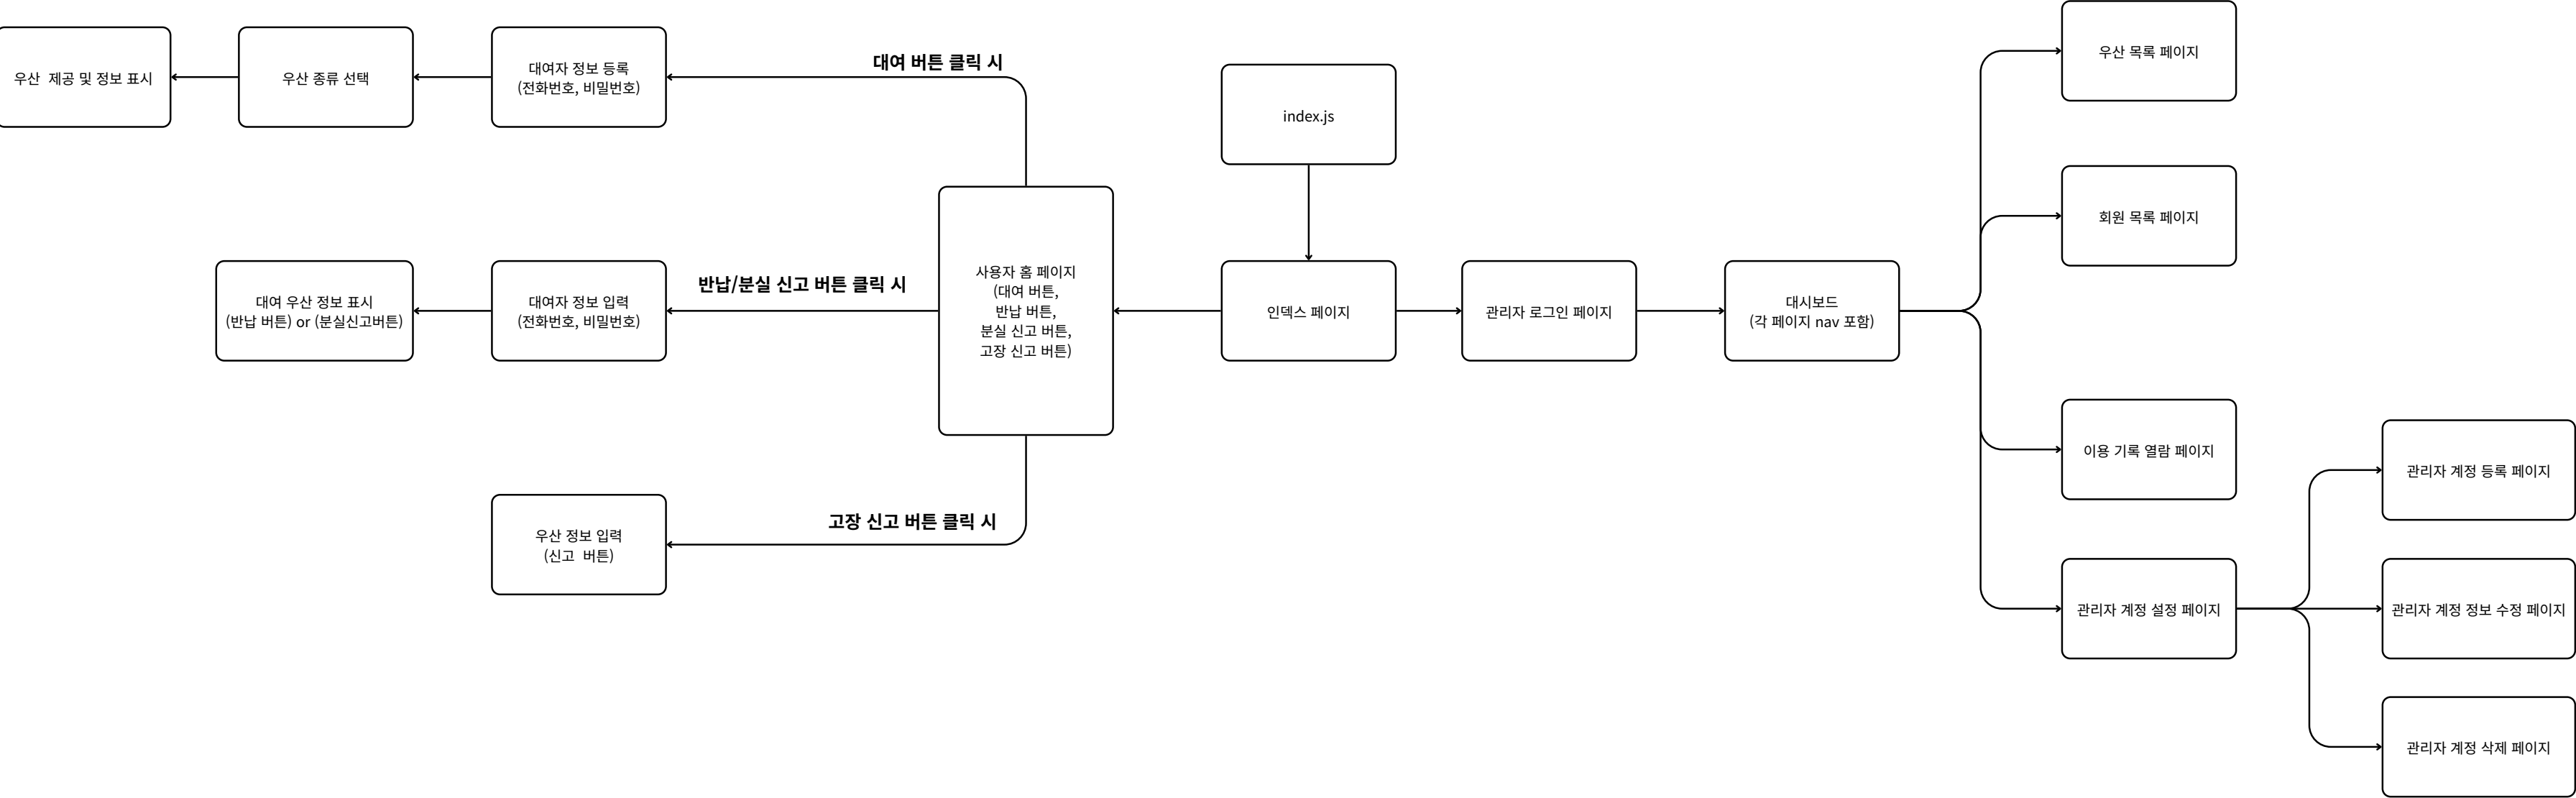 우산  제공 및 정보 표시
우산 종류 선택
대여자 정보 등록
(전화번호, 비밀번호)
대여 버튼 클릭 시
index.js
우산 목록 페이지
회원 목록 페이지
대여 우산 정보 표시
(반납 버튼) or (분실신고버튼)
대여자 정보 입력
(전화번호, 비밀번호)
반납/분실 신고 버튼 클릭 시
사용자 홈 페이지
(대여 버튼,
반납 버튼,
분실 신고 버튼,
고장 신고 버튼)
인덱스 페이지
관리자 로그인 페이지
대시보드
(각 페이지 nav 포함)
이용 기록 열람 페이지
관리자 계정 등록 페이지
우산 정보 입력
(신고  버튼)
고장 신고 버튼 클릭 시
관리자 계정 설정 페이지
관리자 계정 정보 수정 페이지
관리자 계정 삭제 페이지